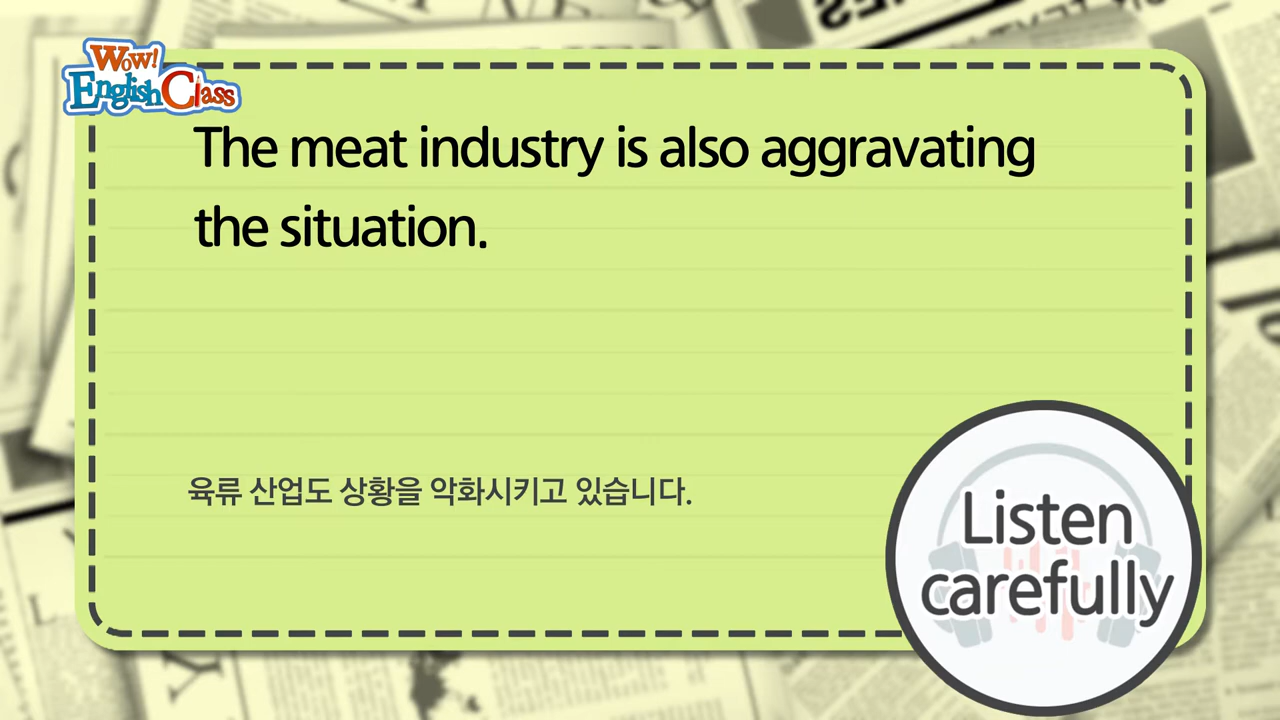 Wow!
English Class
The meat industry is also aggravating
the situation.
육류 산업도 상황을 악화시키고 있습니다.
Listen
carefully